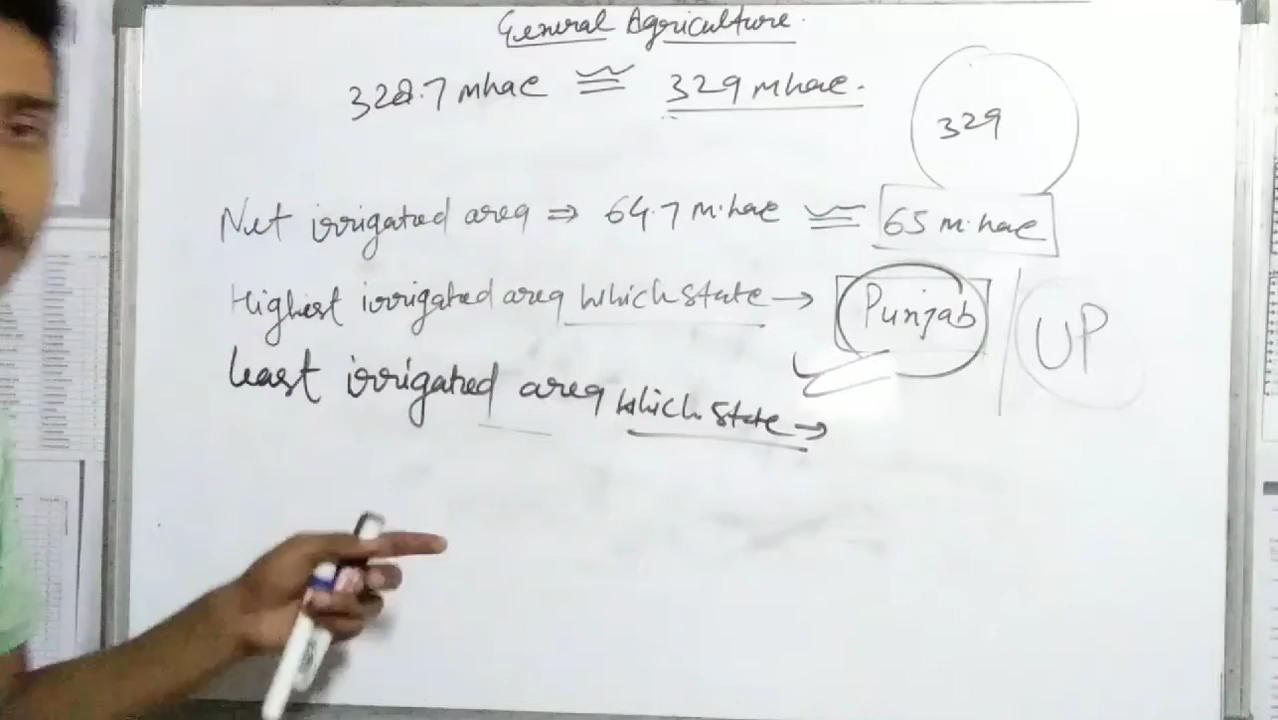 General Agriculture.
328.7 mhac ≅ 329 mhac.
329
Net irrigated area ⇒ 64.7 m.hac ≅ 65 m.hac
Highest irrigated area which state → Punjab / UP
least irrigated area which state →